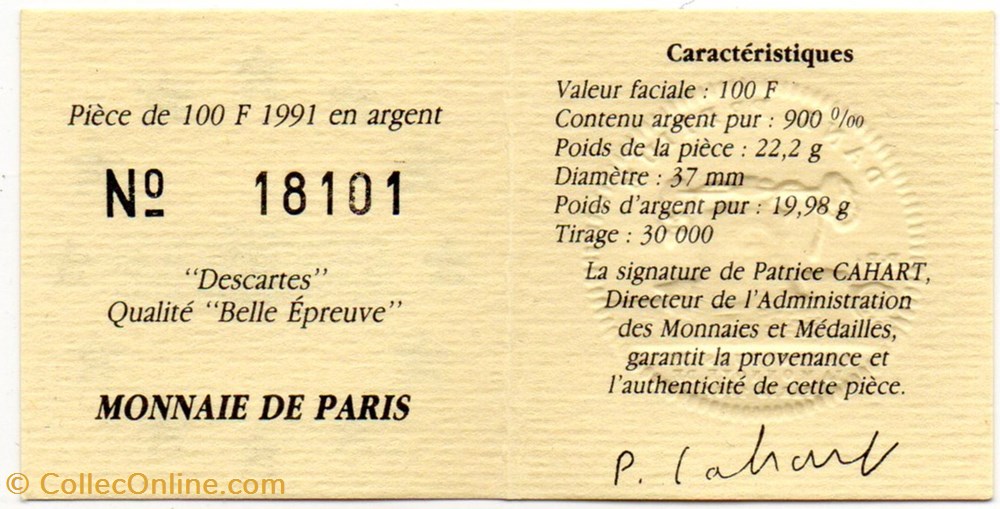 Pièce de 100 F 1991 en argent
Nº 18101
"Descartes"
Qualité "Belle Épreuve"
MONNAIE DE PARIS
Caractéristiques
Valeur faciale : 100 F
Contenu argent pur : 900 ‰
Poids de la pièce : 22,2 g
Diamètre : 37 mm
Poids d'argent pur : 19,98 g
Tirage : 30 000
La signature de Patrice CAHART,
Directeur de l'Administration
des Monnaies et Médailles,
garantit la provenance et
l'authenticité de cette pièce.
P. Cahart
© CollecOnline.com